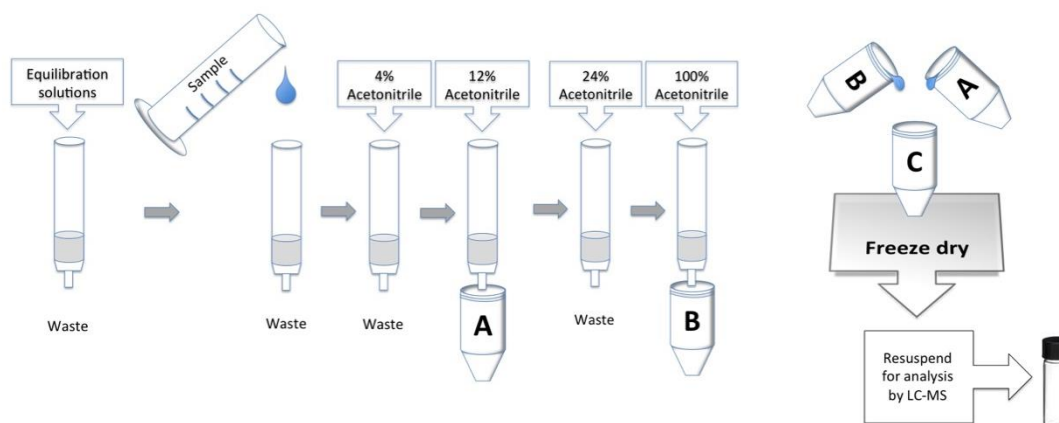 Equilibration
solutions
Sample
4%
Acetonitrile
12%
Acetonitrile
24%
Acetonitrile
100%
Acetonitrile
Waste
Waste
Waste
A
Waste
B
B
A
C
Freeze dry
Resuspend
for analysis
by LC-MS